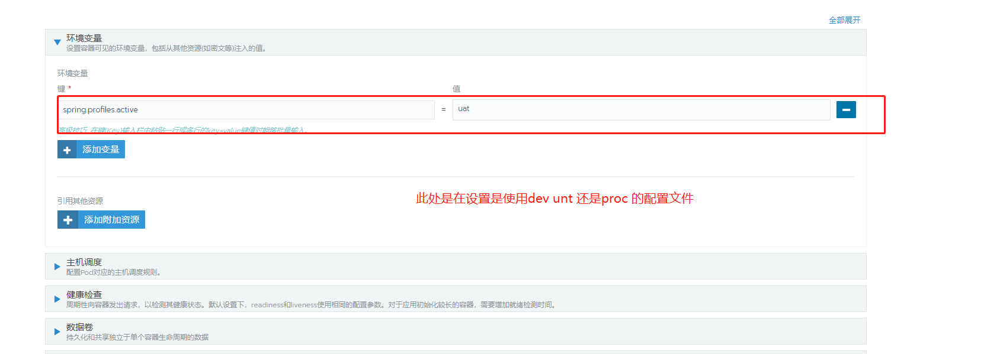 全部展开
环境变量
设置容器可见的环境变量，包括从其他资源(如密文等)注入的值。
环境变量
键 * 值
spring.profiles.active = uat
高级技巧: 在键(Key)输入栏中粘贴一行或多行的key=value键值对能够批量输入。
添加变量
此处是在设置是使用dev unt 还是proc 的配置文件
引用其他资源
添加附加资源
主机调度
配置Pod对应的主机调度规则。
健康检查
周期性向容器发出请求，以检测其健康状态。默认设置下，readiness和liveness使用相同的配置参数。对于应用初始化较长的容器，需要增加就绪检测时间。
数据卷
持久化和共享独立于单个容器生命周期的数据